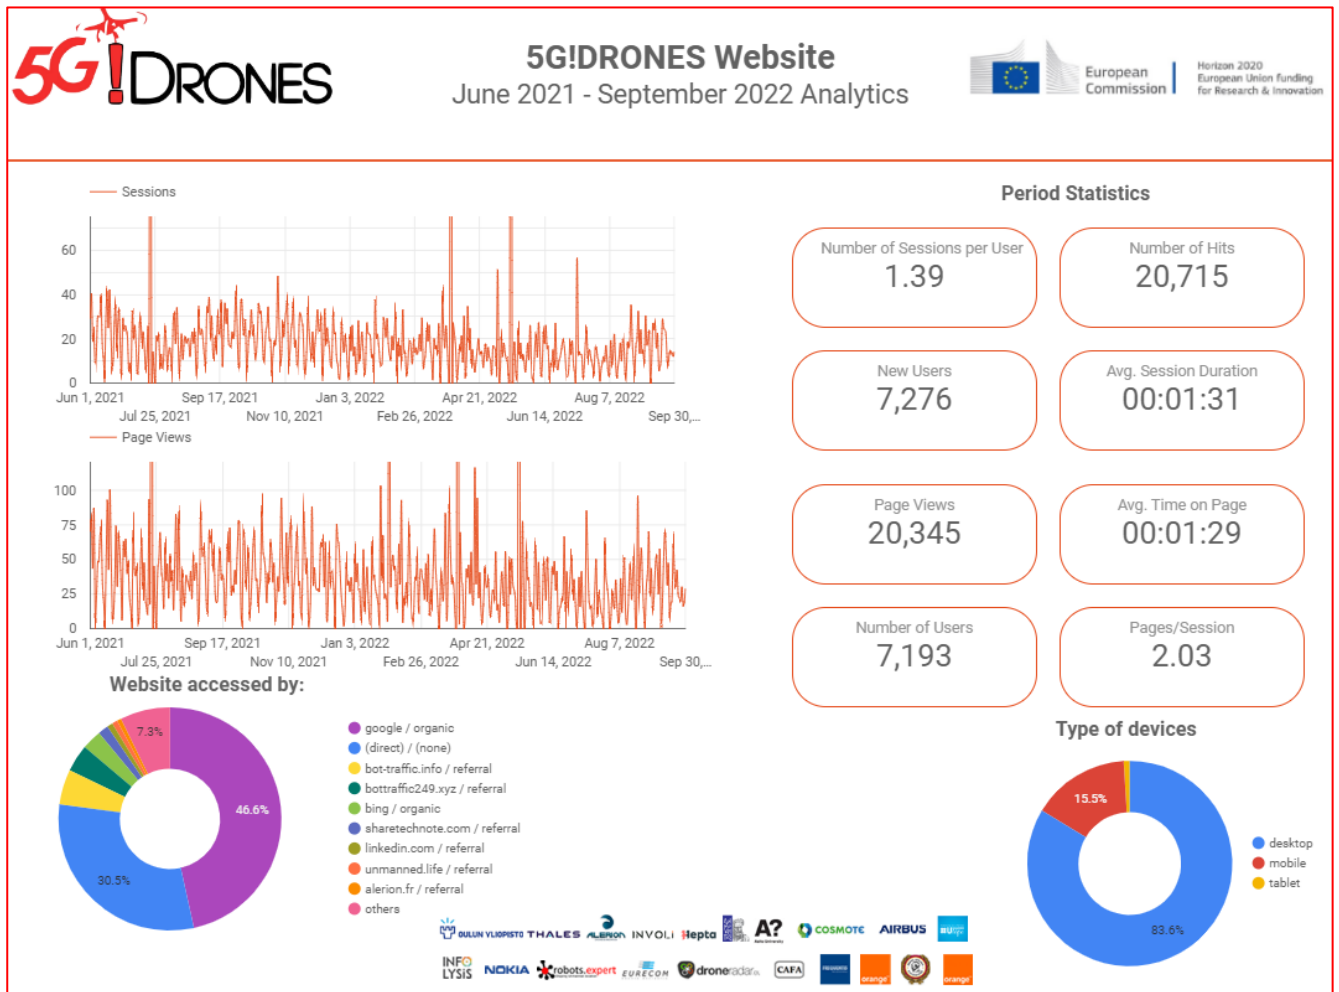 5G!DRONES
5G!DRONES Website
June 2021 - September 2022 Analytics
European
Commission
Horizon 2020
European Union funding
for Research & Innovation
Sessions
60
40
20
0
Jun 1, 2021 Sep 17, 2021 Jan 3, 2022 Apr 21, 2022 Aug 7, 2022
Jul 25, 2021 Nov 10, 2021 Feb 26, 2022 Jun 14, 2022 Sep 30,...
Page Views
100
75
50
25
0
Jun 1, 2021 Sep 17, 2021 Jan 3, 2022 Apr 21, 2022 Aug 7, 2022
Jul 25, 2021 Nov 10, 2021 Feb 26, 2022 Jun 14, 2022 Sep 30,...
Website accessed by:
7.3%
46.6%
30.5%
google / organic
(direct) / (none)
bot-traffic.info / referral
bottraffic249.xyz / referral
bing / organic
sharetechnote.com / referral
linkedin.com / referral
unmanned.life / referral
alerion.fr / referral
others
Period Statistics
Number of Sessions per User
1.39
Number of Hits
20,715
New Users
7,276
Avg. Session Duration
00:01:31
Page Views
20,345
Avg. Time on Page
00:01:29
Number of Users
7,193
Pages/Session
2.03
Type of devices
15.5%
83.6%
desktop
mobile
tablet
OULUN YLIOPISTO THALES ALERION INVOLI Hepta A? COSMOTE AIRBUS
INFO
LYSiS
NOKIA robots.expert EURECOM droneradar CAFA orange orange